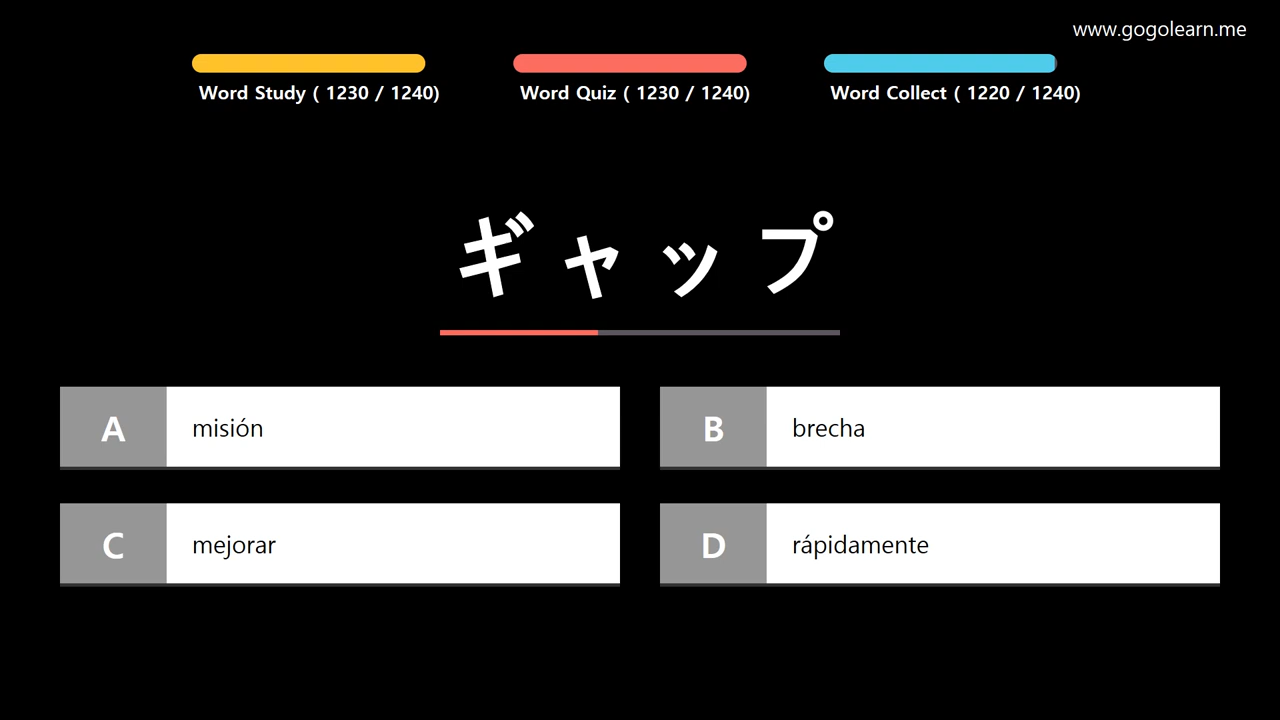 www.gogolearn.me
Word Study ( 1230 / 1240)
Word Quiz ( 1230 / 1240)
Word Collect ( 1220 / 1240)
ギャップ
A misión
B brecha
C mejorar
D rápidamente